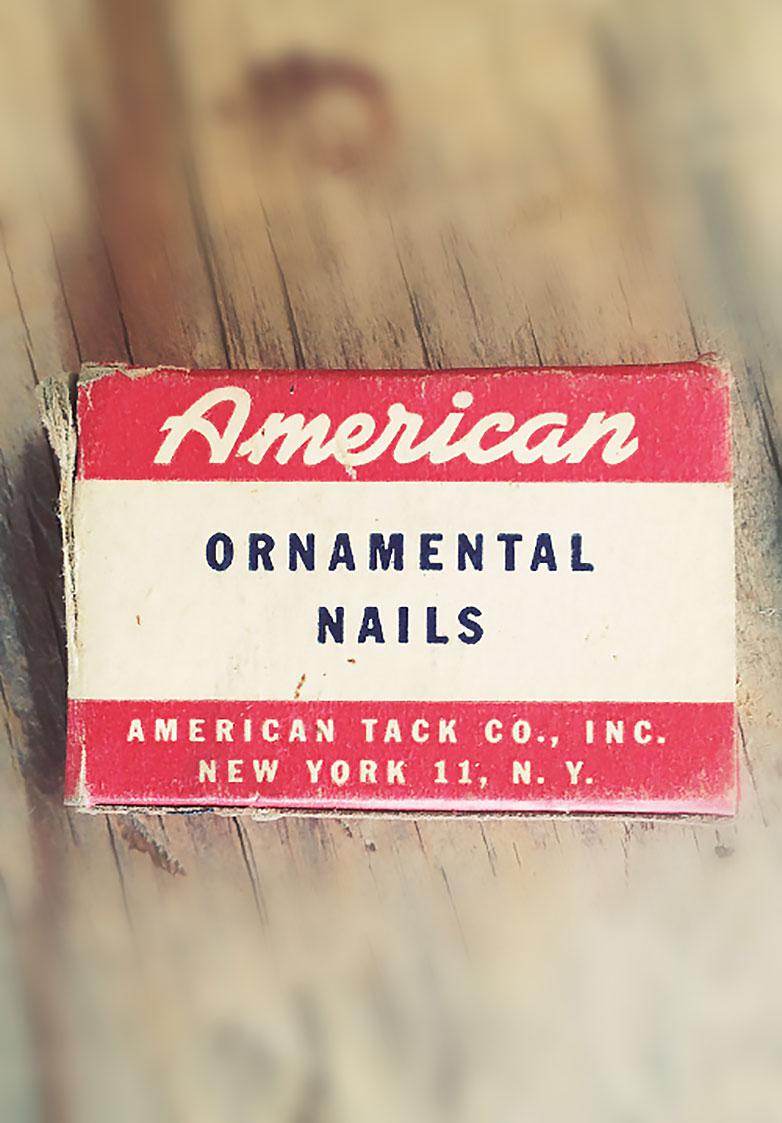 American
ORNAMENTAL
NAILS
AMERICAN TACK CO., INC.
NEW YORK 11, N. Y.